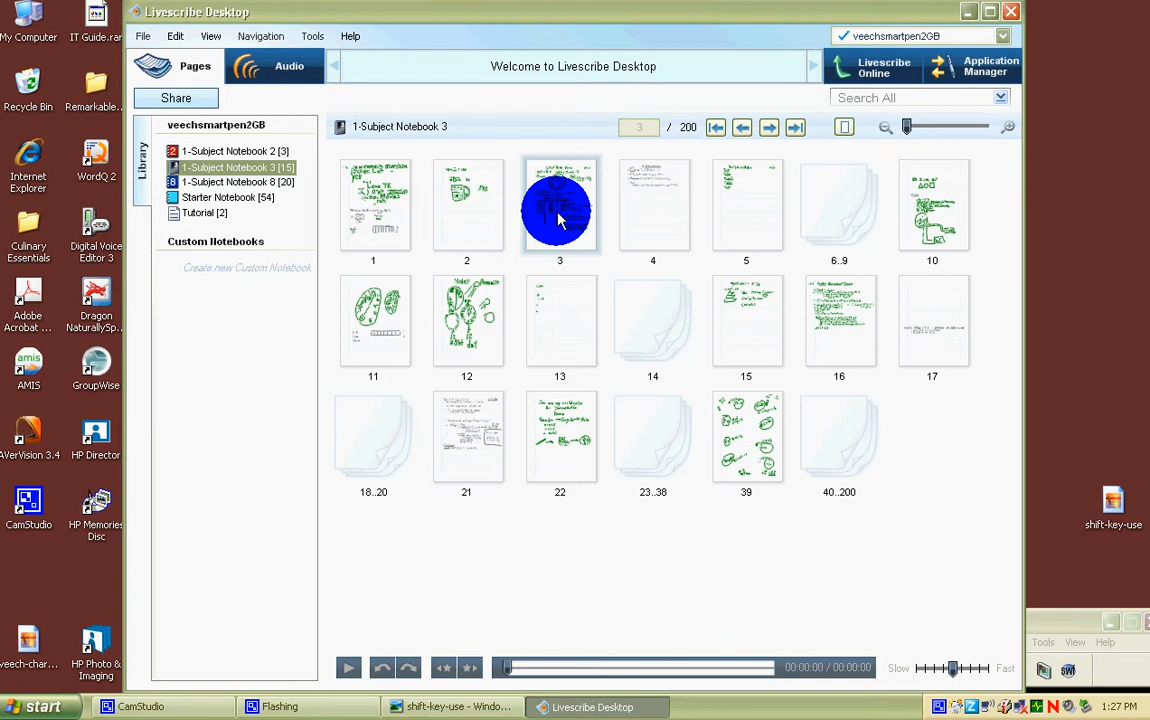 Livescribe Desktop
My Computer
IT Guide.rar
File Edit View Navigation Tools Help
veechsmartpen2GB
Pages
Audio
Welcome to Livescribe Desktop
Livescribe Online
Application Manager
Share
Search All
Recycle Bin
Remarkable...
Library
veechsmartpen2GB
1-Subject Notebook 3
3 / 200
1-Subject Notebook 2 [3]
1-Subject Notebook 3 [15]
1-Subject Notebook 8 [20]
Starter Notebook [54]
Tutorial [2]
Custom Notebooks
Create new Custom Notebook
Internet Explorer
WordQ 2
Culinary Essentials
Digital Voice Editor 3
Adobe Acrobat ...
Dragon NaturallySp...
AMIS
GroupWise
AVerVision 3.4
HP Director
CamStudio
HP Memories Disc
veech-char...
HP Photo & Imaging
1 2 3 4 5 6..9 10
11 12 13 14 15 16 17
18..20 21 22 23..38 39 40..200
shift-key-use
Tools View Help
00:00:00 / 00:00:00
Slow
Fast
start
CamStudio
Flashing
shift-key-use - Windo...
Livescribe Desktop
1:27 PM